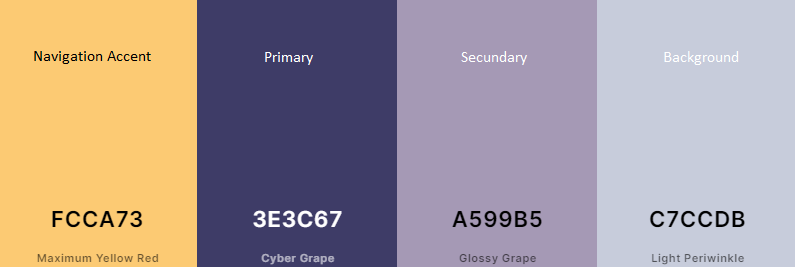 Navigation Accent
Primary
Secundary
Background
FCCA73
3E3C67
A599B5
C7CCDB
Maximum Yellow Red
Cyber Grape
Glossy Grape
Light Periwinkle